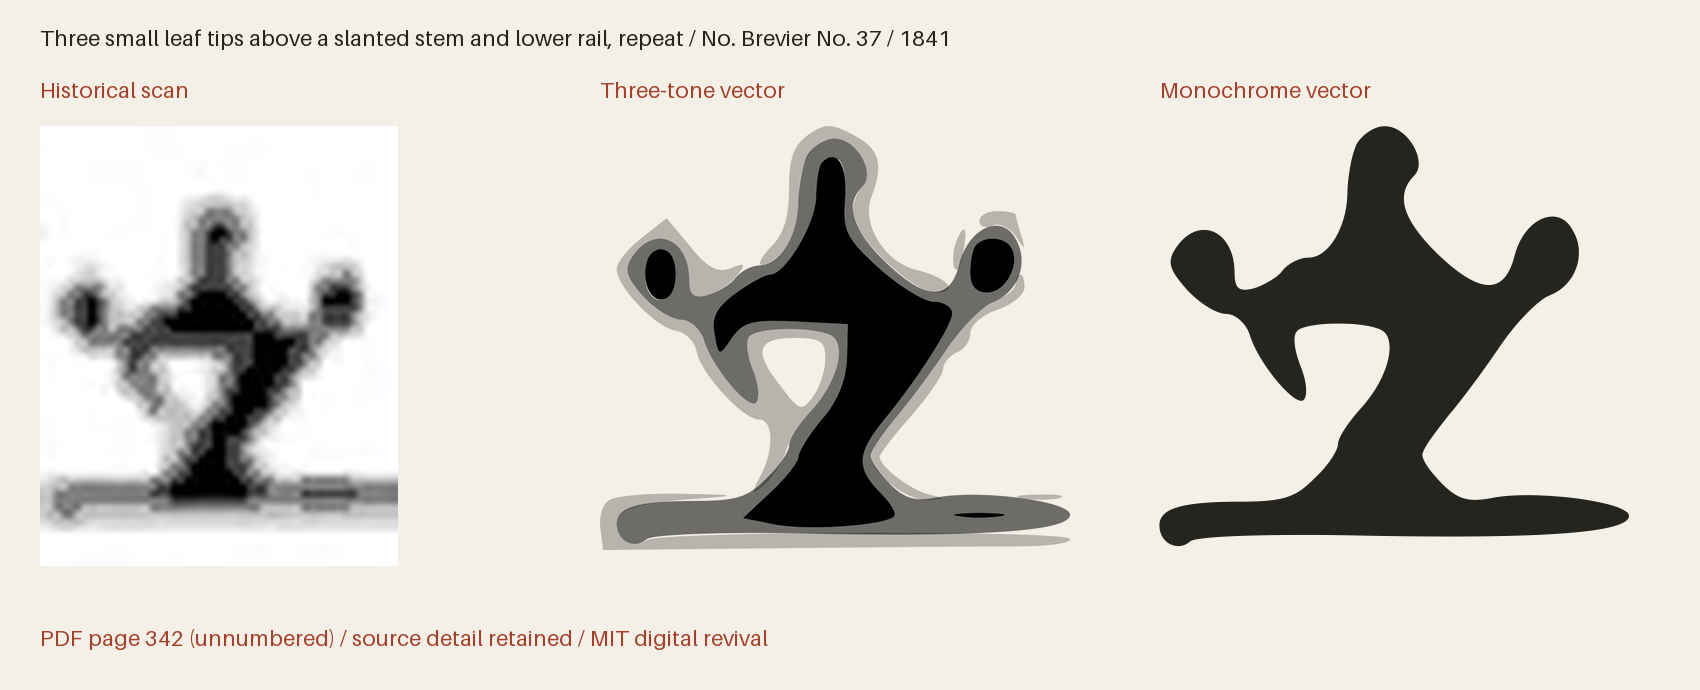 Three small leaf tips above a slanted stem and lower rail, repeat / No. Brevier No. 37 / 1841
Historical scan
Three-tone vector
Monochrome vector
PDF page 342 (unnumbered) / source detail retained / MIT digital revival